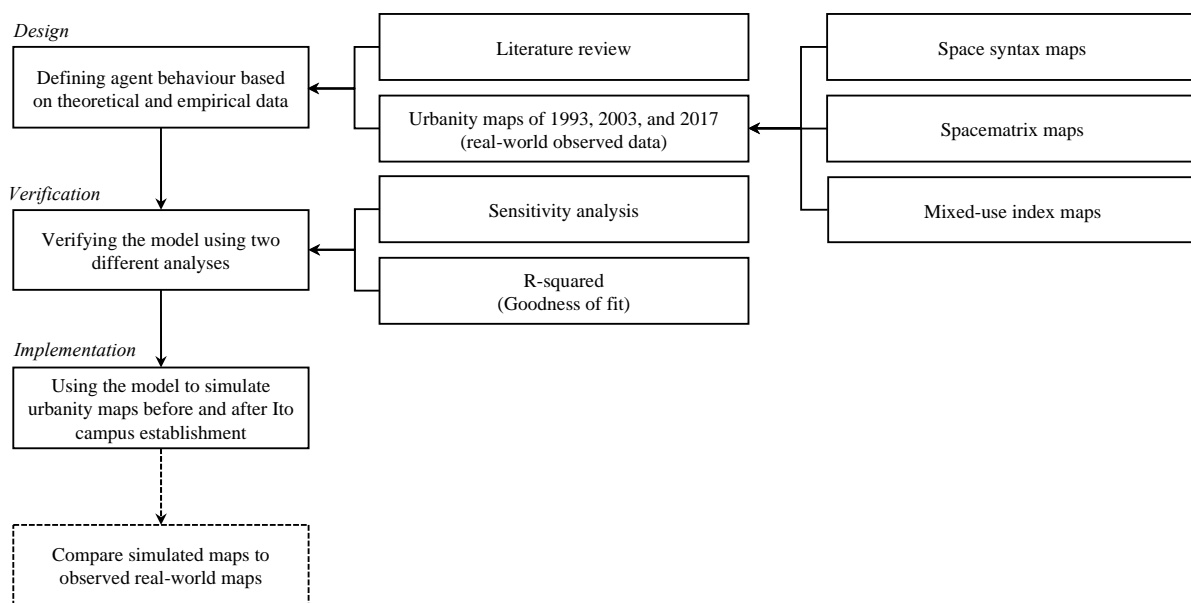 Design
Defining agent behaviour based
on theoretical and empirical data
Literature review
Urbanity maps of 1993, 2003, and 2017
(real-world observed data)
Space syntax maps
Spacematrix maps
Mixed-use index maps
Verification
Verifying the model using two
different analyses
Sensitivity analysis
R-squared
(Goodness of fit)
Implementation
Using the model to simulate
urbanity maps before and after Ito
campus establishment
Compare simulated maps to
observed real-world maps